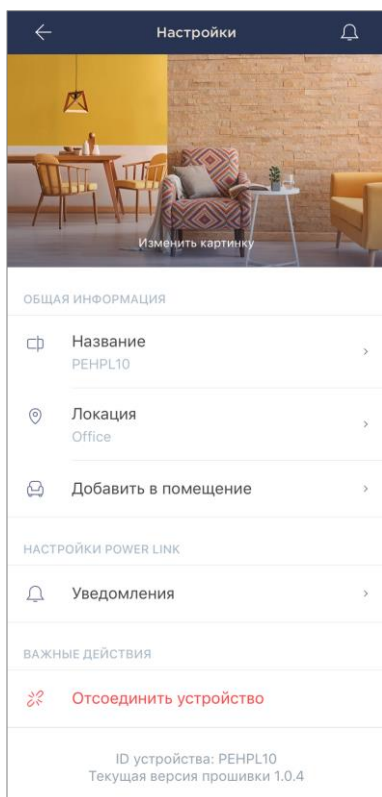 Настройки
Изменить картинку
ОБЩАЯ ИНФОРМАЦИЯ
Название
PEHPL10
Локация
Office
Добавить в помещение
НАСТРОЙКИ POWER LINK
Уведомления
ВАЖНЫЕ ДЕЙСТВИЯ
Отсоединить устройство
ID устройства: PEHPL10
Текущая версия прошивки 1.0.4